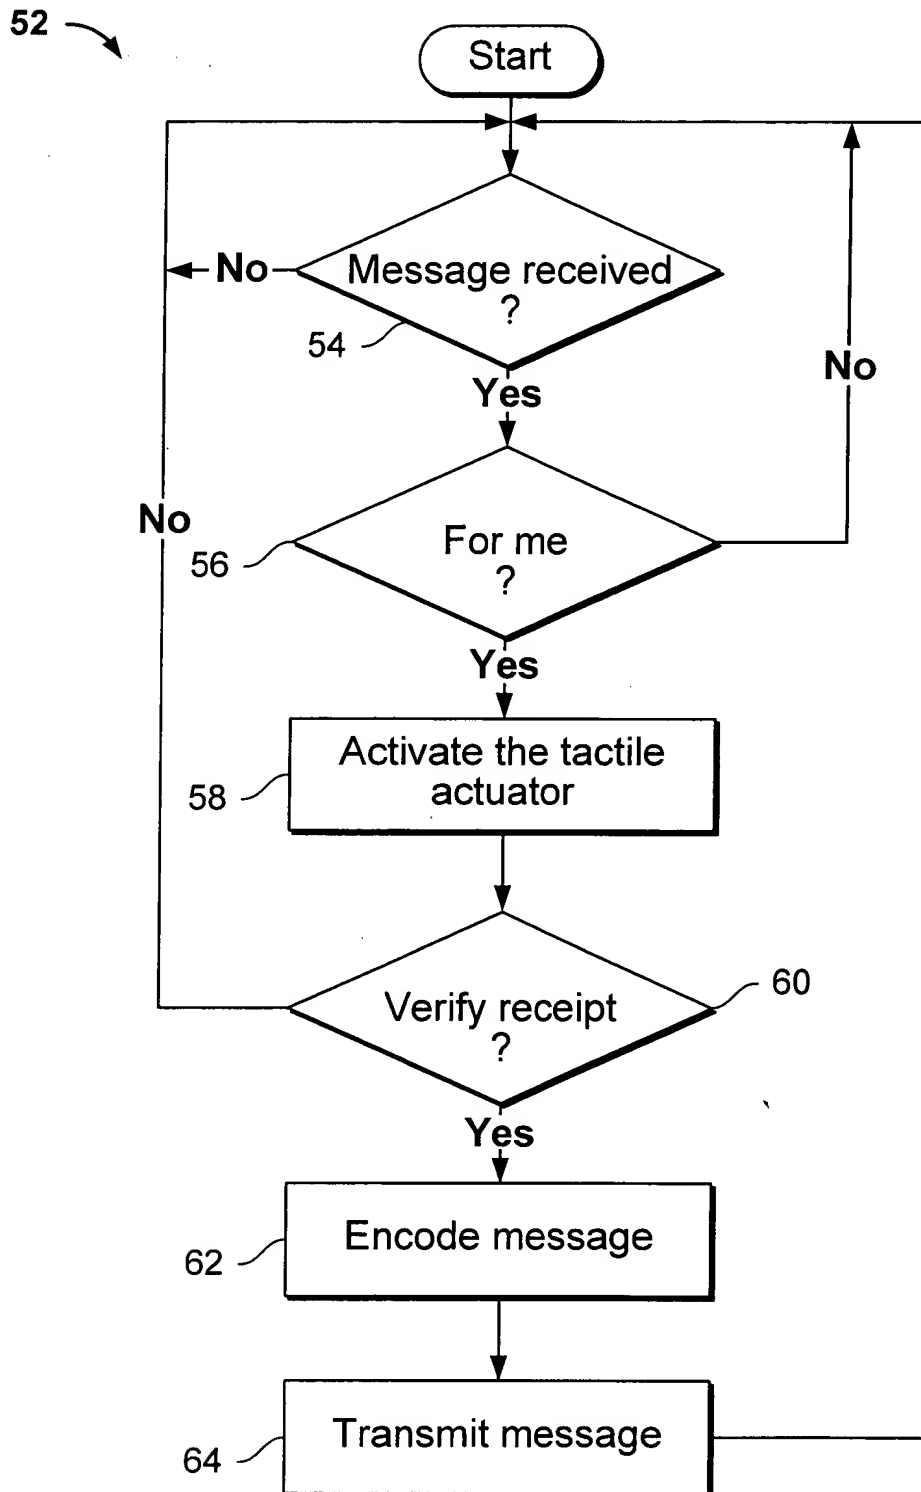 52
Start
Message received
?
No
54
Yes
No
For me
?
56
No
Yes
Activate the tactile
actuator
58
Verify receipt
?
60
Yes
Encode message
62
Transmit message
64